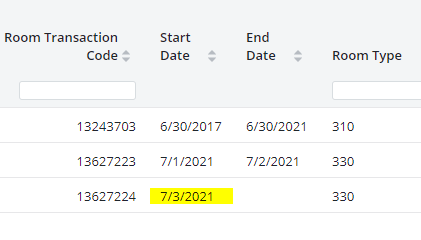 Room Transaction Code Start Date End Date Room Type
13243703 6/30/2017 6/30/2021 310
13627223 7/1/2021 7/2/2021 330
13627224 7/3/2021 330